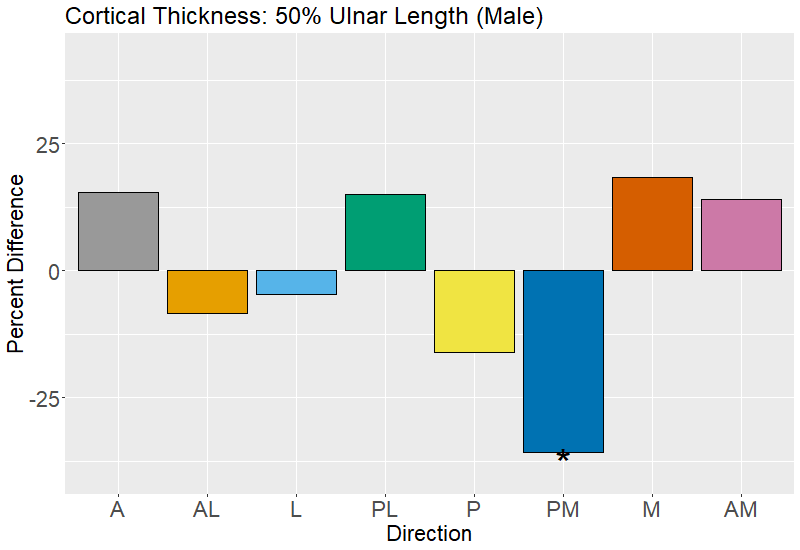 Cortical Thickness: 50% Ulnar Length (Male)
Percent Difference
25
0
-25
*
A AL L PL P PM M AM
Direction